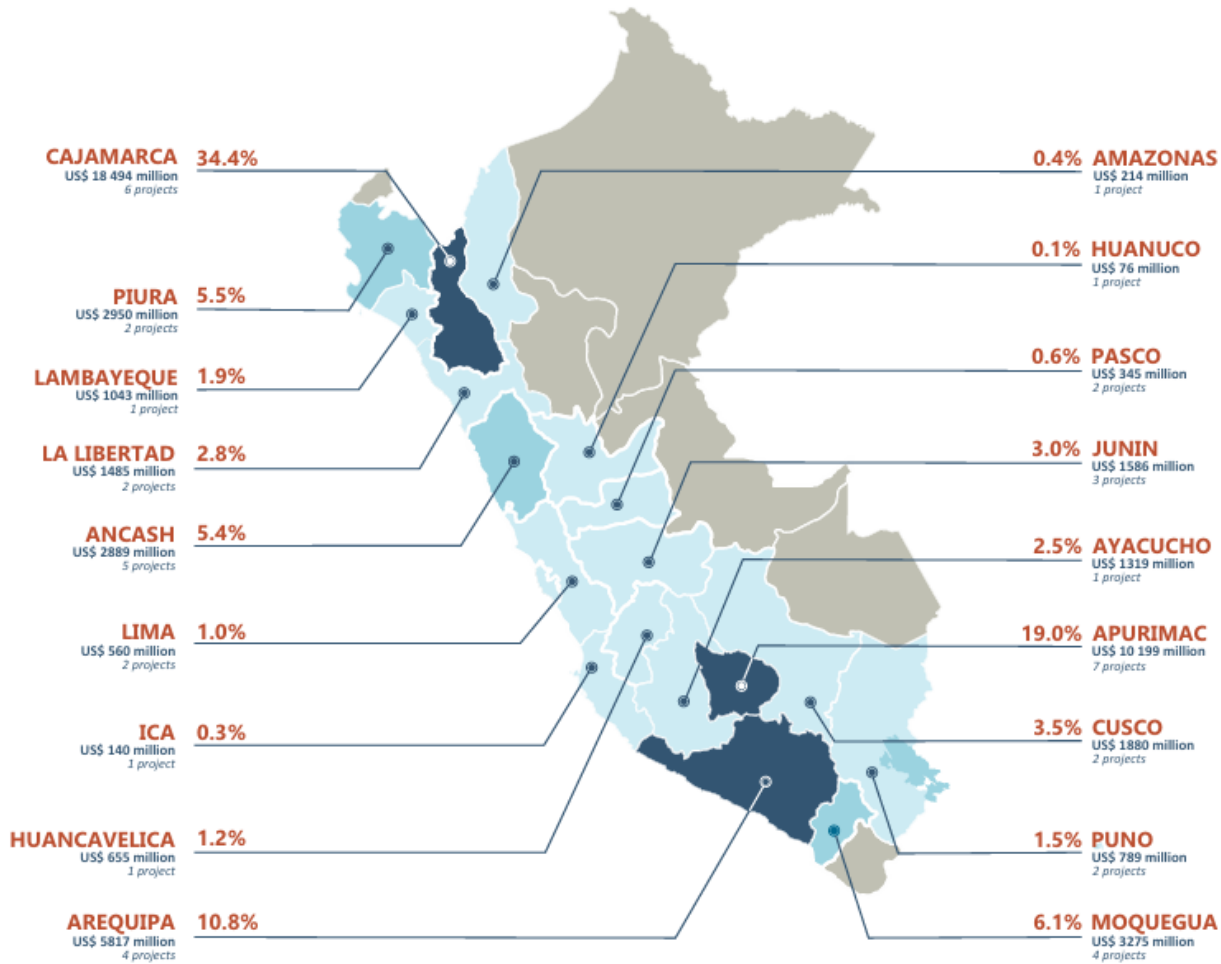 CAJAMARCA 34.4%
US$ 18 494 million
6 projects
PIURA 5.5%
US$ 2950 million
2 projects
LAMBAYEQUE 1.9%
US$ 1043 million
1 project
LA LIBERTAD 2.8%
US$ 1485 million
2 projects
ANCASH 5.4%
US$ 2889 million
5 projects
LIMA 1.0%
US$ 560 million
2 projects
ICA 0.3%
US$ 140 million
1 project
HUANCAVELICA 1.2%
US$ 655 million
1 project
AREQUIPA 10.8%
US$ 5817 million
4 projects
0.4% AMAZONAS
US$ 214 million
1 project
0.1% HUANUCO
US$ 76 million
1 project
0.6% PASCO
US$ 345 million
2 projects
3.0% JUNIN
US$ 1586 million
3 projects
2.5% AYACUCHO
US$ 1319 million
1 project
19.0% APURIMAC
US$ 10 199 million
7 projects
3.5% CUSCO
US$ 1880 million
2 projects
1.5% PUNO
US$ 789 million
2 projects
6.1% MOQUEGUA
US$ 3275 million
4 projects